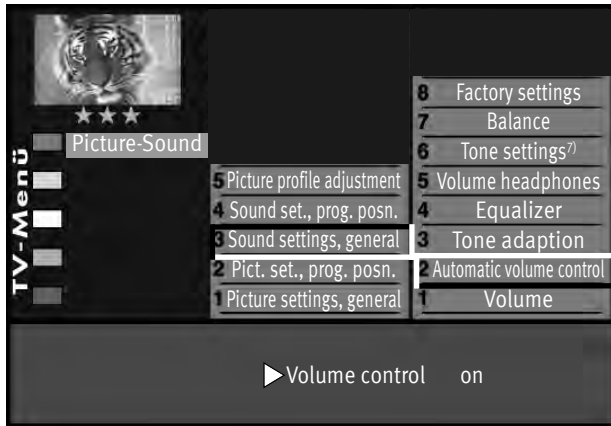 TV-Menü
Picture-Sound
5 Picture profile adjustment
4 Sound set., prog. posn.
3 Sound settings, general
2 Pict. set., prog. posn.
1 Picture settings, general
8 Factory settings
7 Balance
6 Tone settings7)
5 Volume headphones
4 Equalizer
3 Tone adaption
2 Automatic volume control
1 Volume
Volume control on